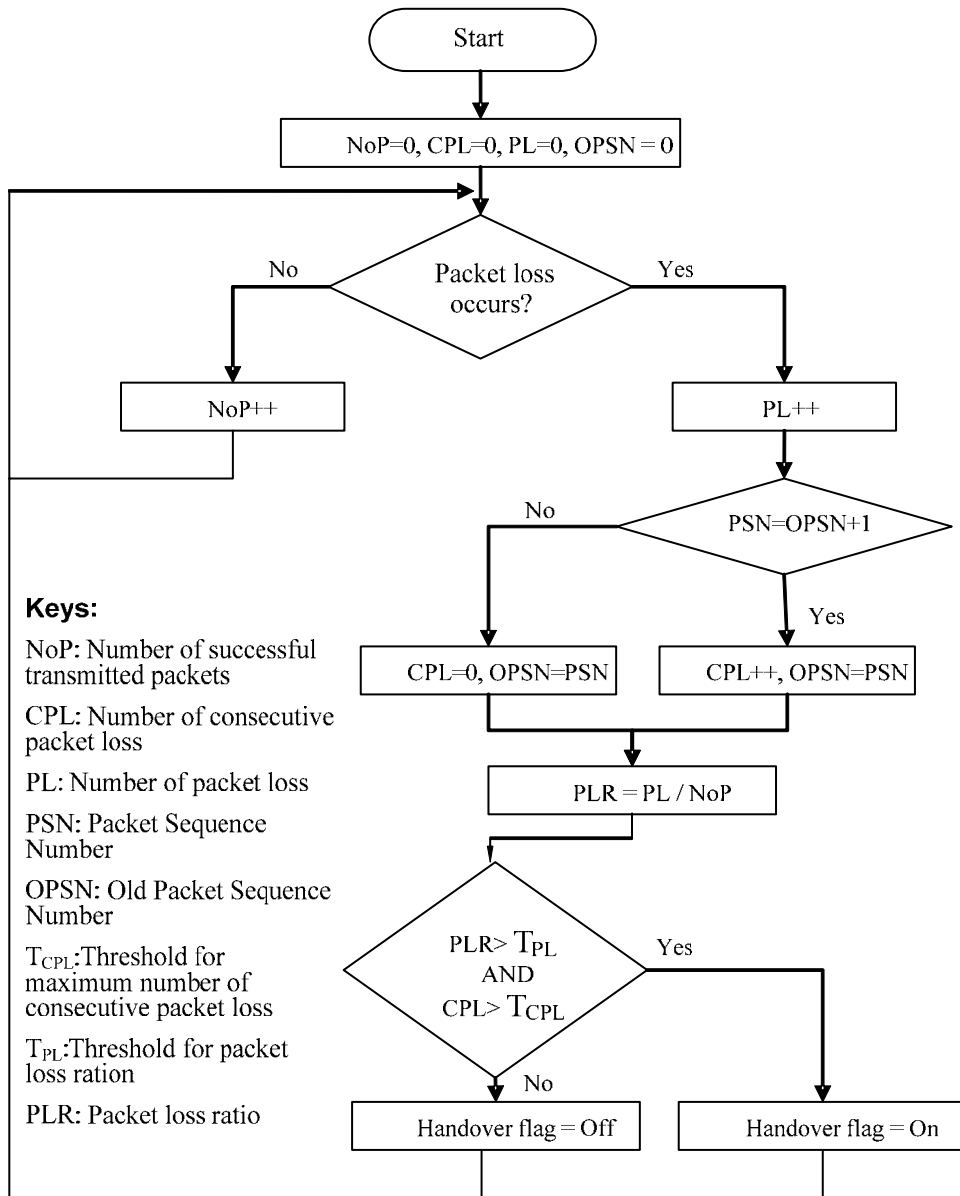 Start
NoP=0, CPL=0, PL=0, OPSN = 0
Packet loss
occurs?
No
Yes
NoP++
PL++
PSN=OPSN+1
No
Yes
CPL=0, OPSN=PSN
CPL++, OPSN=PSN
PLR = PL / NoP
PLR> TPL
AND
CPL> TCPL
Yes
No
Handover flag = Off
Handover flag = On
Keys:
NoP: Number of successful
transmitted packets
CPL: Number of consecutive
packet loss
PL: Number of packet loss
PSN: Packet Sequence
Number
OPSN: Old Packet Sequence
Number
TCPL:Threshold for
maximum number of
consecutive packet loss
TPL:Threshold for packet
loss ration
PLR: Packet loss ratio